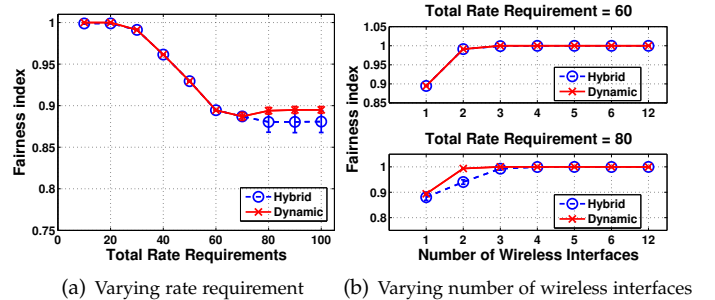 Fairness index
1
0.95
0.9
0.85
0.8
0.75
0
20
40
60
80
100
Total Rate Requirements
Hybrid
Dynamic
Total Rate Requirement = 60
Fairness index
1.05
1
0.95
0.9
0.85
1
2
3
4
5
6
12
Hybrid
Dynamic
Total Rate Requirement = 80
1
0.9
0.8
1
2
3
4
5
6
12
Number of Wireless Interfaces
Hybrid
Dynamic
(a) Varying rate requirement
(b) Varying number of wireless interfaces